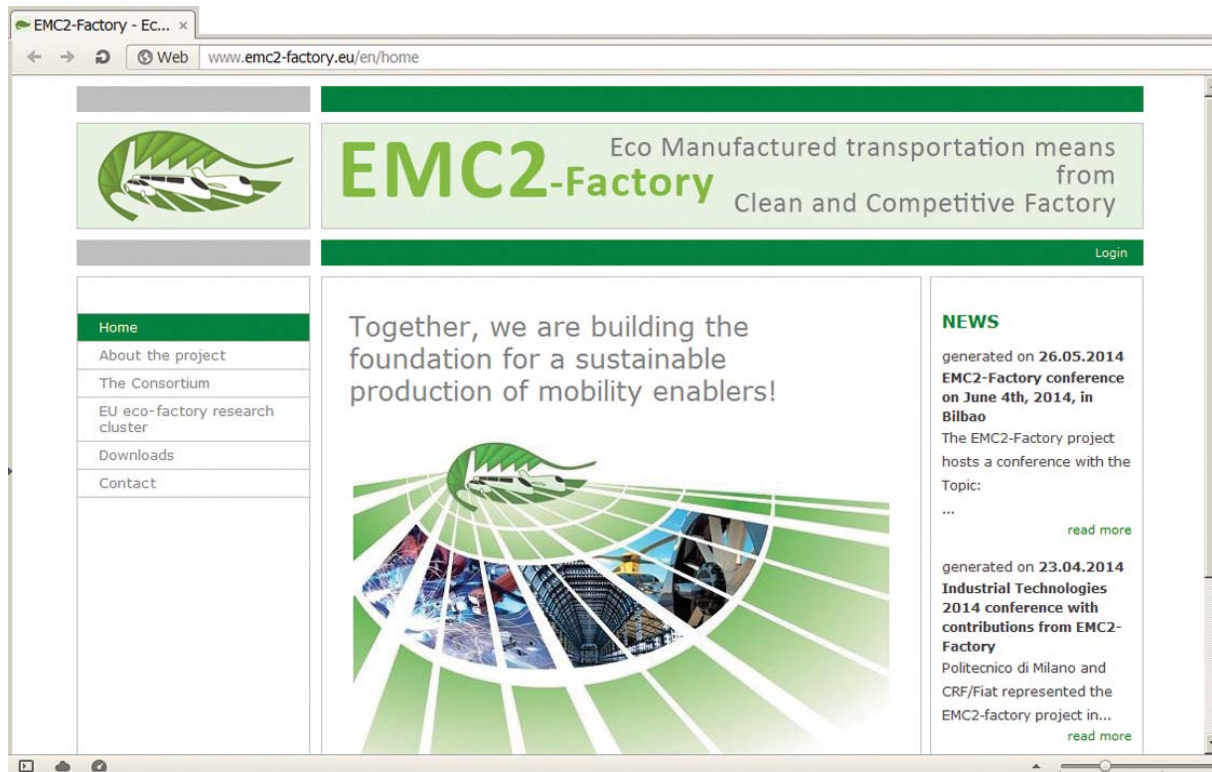 EMC2-Factory - Ec... ×
Web www.emc2-factory.eu/en/home
EMC2-Factory
Eco Manufactured transportation means
from
Clean and Competitive Factory
Login
Home
About the project
The Consortium
EU eco-factory research
cluster
Downloads
Contact
Together, we are building the
foundation for a sustainable
production of mobility enablers!
NEWS
generated on 26.05.2014
EMC2-Factory conference
on June 4th, 2014, in
Bilbao
The EMC2-Factory project
hosts a conference with the
Topic:
...
read more
generated on 23.04.2014
Industrial Technologies
2014 conference with
contributions from EMC2-
Factory
Politecnico di Milano and
CRF/Fiat represented the
EMC2-factory project in...
read more